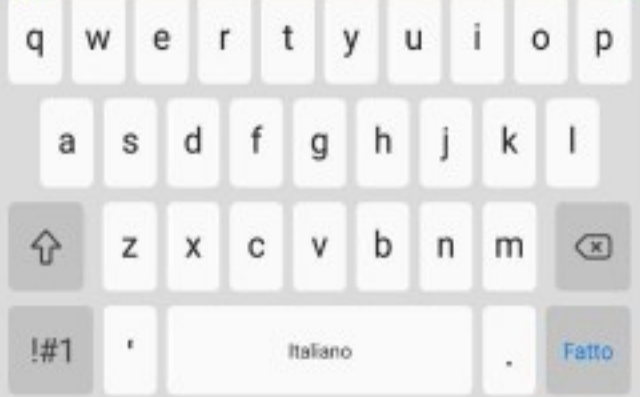 q w e r t y u i o p
a s d f g h j k l
z x c v b n m
!#1 ' Italiano . Fatto